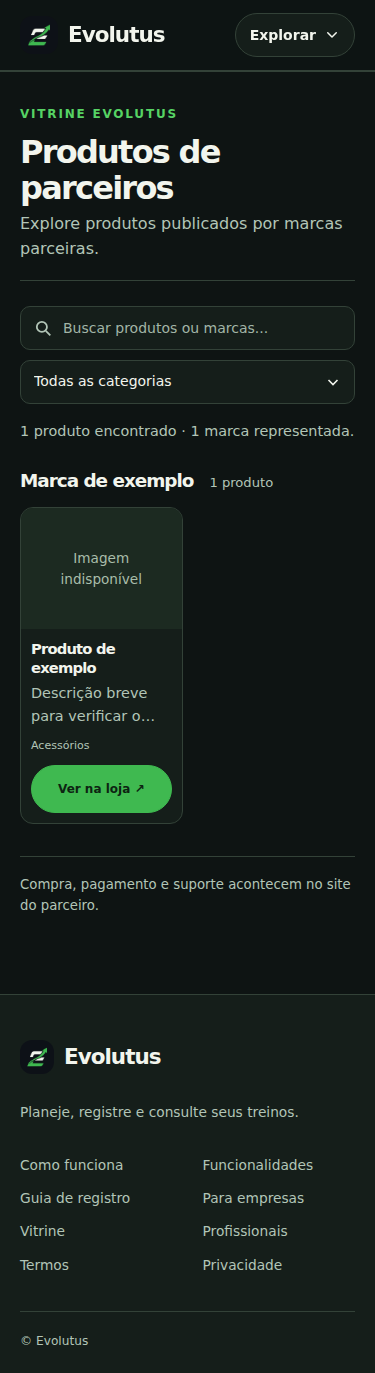 Evolutus
Explorar
VITRINE EVOLUTUS
Produtos de
parceiros
Explore produtos publicados por marcas
parceiras.
Buscar produtos ou marcas...
Todas as categorias
1 produto encontrado · 1 marca representada.
Marca de exemplo 1 produto
Imagem
indisponível
Produto de
exemplo
Descrição breve
para verificar o...
Acessórios
Ver na loja ↗
Compra, pagamento e suporte acontecem no site
do parceiro.
Evolutus
Planeje, registre e consulte seus treinos.
Como funciona Funcionalidades
Guia de registro Para empresas
Vitrine Profissionais
Termos Privacidade
© Evolutus